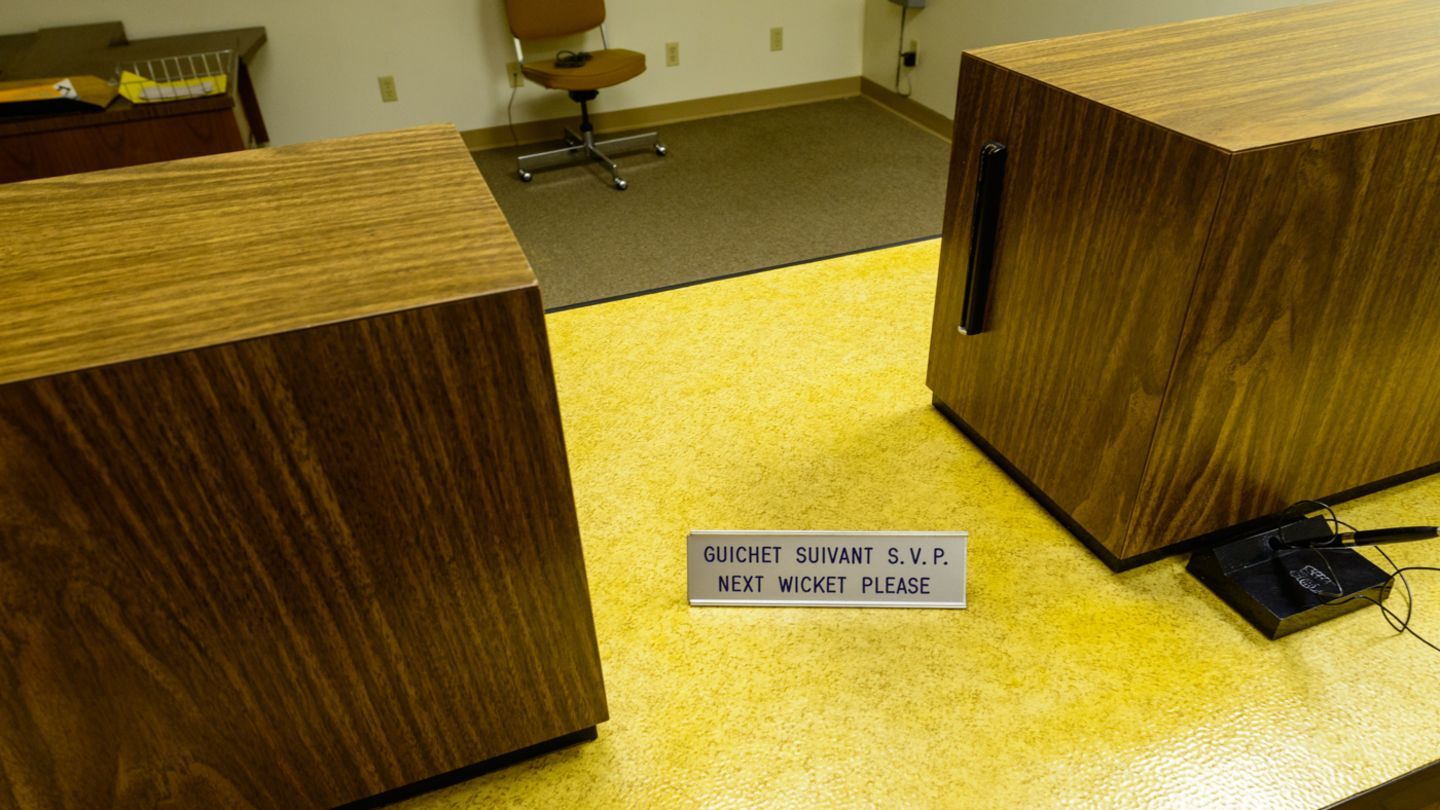 GUICHET SUIVANT S.V.P.
NEXT WICKET PLEASE